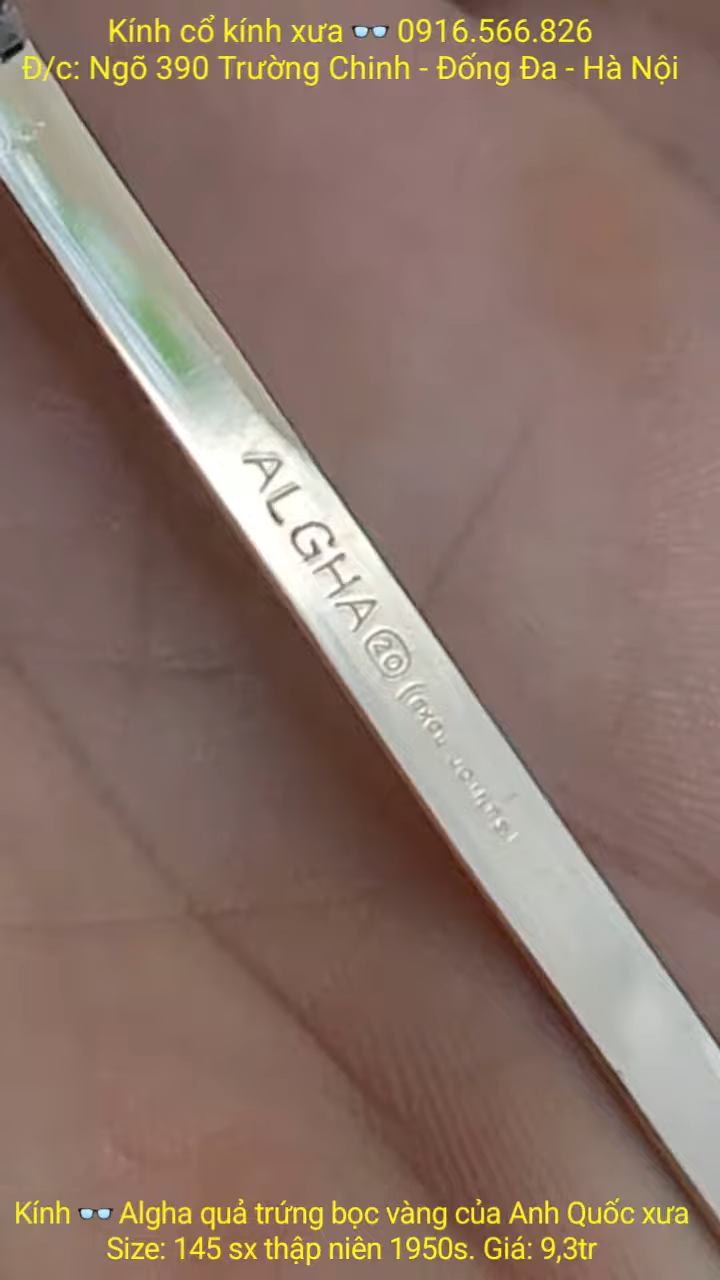 Kính cổ kính xưa 👓 0916.566.826
Đ/c: Ngõ 390 Trường Chinh - Đống Đa - Hà Nội
ALGHA 20
Kính 👓 Algha quả trứng bọc vàng của Anh Quốc xưa
Size: 145 sx thập niên 1950s. Giá: 9,3tr